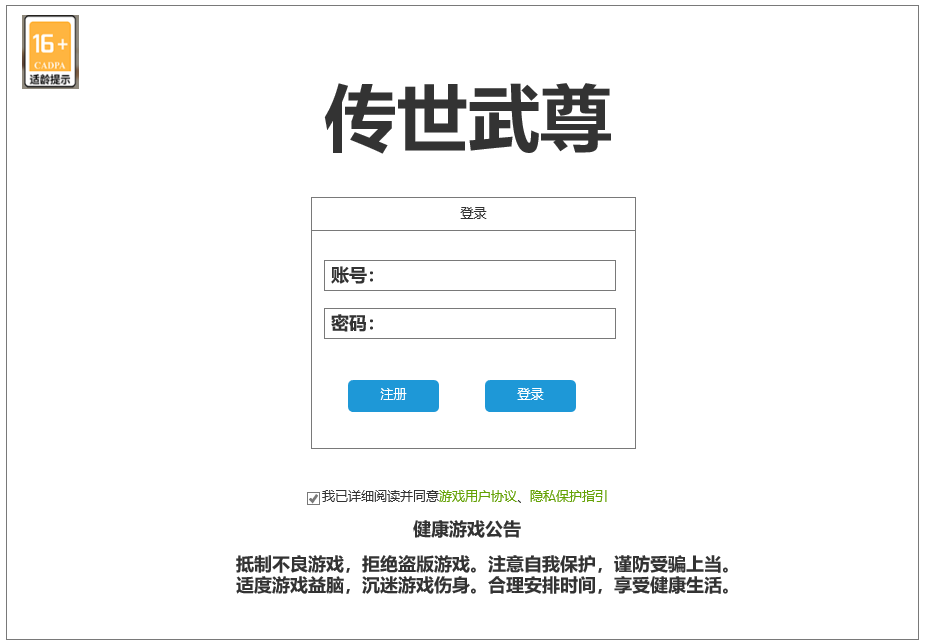 16+
CADPA
适龄提示
传世武尊
登录
账号：
密码：
注册
登录
我已详细阅读并同意游戏用户协议、隐私保护指引
健康游戏公告
抵制不良游戏，拒绝盗版游戏。注意自我保护，谨防受骗上当。
适度游戏益脑，沉迷游戏伤身。合理安排时间，享受健康生活。